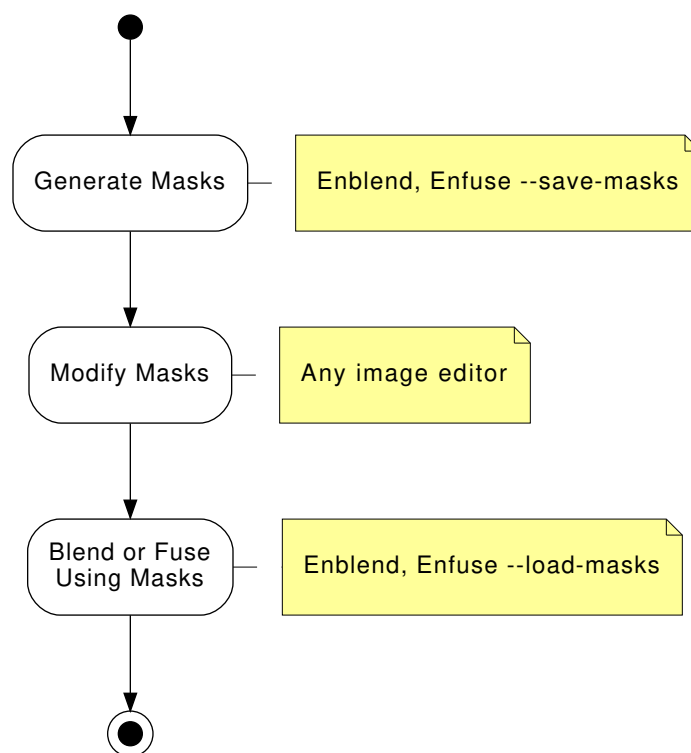 Generate Masks
Enblend, Enfuse --save-masks
Modify Masks
Any image editor
Blend or Fuse
Using Masks
Enblend, Enfuse --load-masks